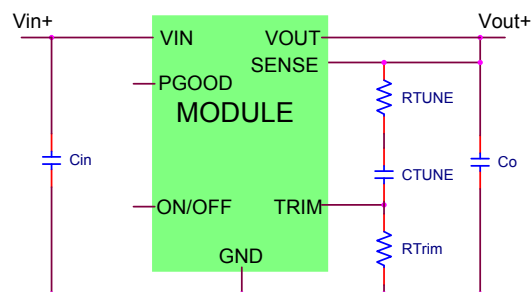 Vin+ Vout+
VIN VOUT
SENSE
PGOOD
MODULE
RTUNE
Cin
CTUNE
Co
ON/OFF TRIM
RTrim
GND